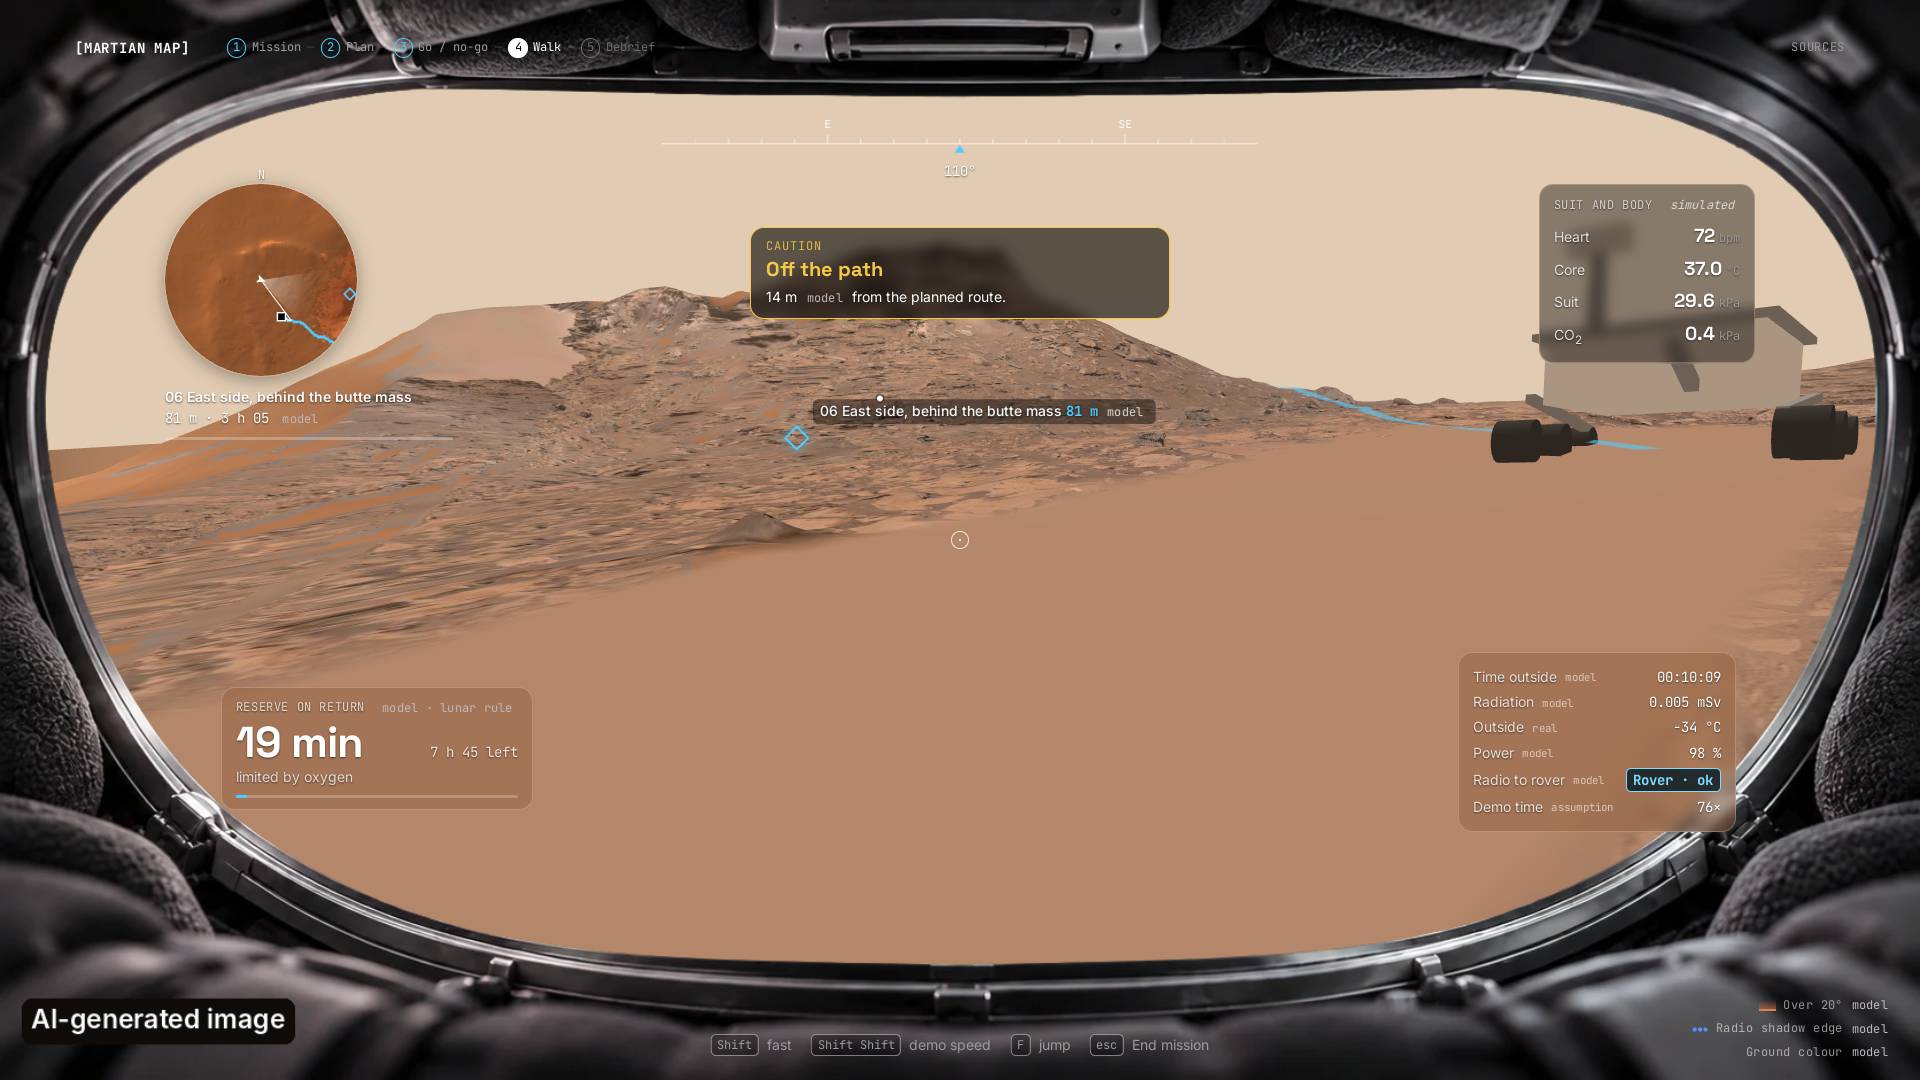 [MARTIAN MAP] 1 Mission 2 Plan 3 Go / no-go 4 Walk 5 Debrief
SOURCES
E SE
110°
N
06 East side, behind the butte mass
81 m · 3 h 05 model
CAUTION
Off the path
14 m model from the planned route.
SUIT AND BODY simulated
Heart 72 bpm
Core 37.0 °C
Suit 29.6 kPa
CO2 0.4 kPa
06 East side, behind the butte mass 81 m model
RESERVE ON RETURN model · lunar rule
19 min 7 h 45 left
limited by oxygen
Time outside model 00:10:09
Radiation model 0.005 mSv
Outside real -34 °C
Power model 98 %
Radio to rover model Rover · ok
Demo time assumption 76×
AI-generated image
Shift fast Shift Shift demo speed F jump esc End mission
Over 20° model
Radio shadow edge model
Ground colour model